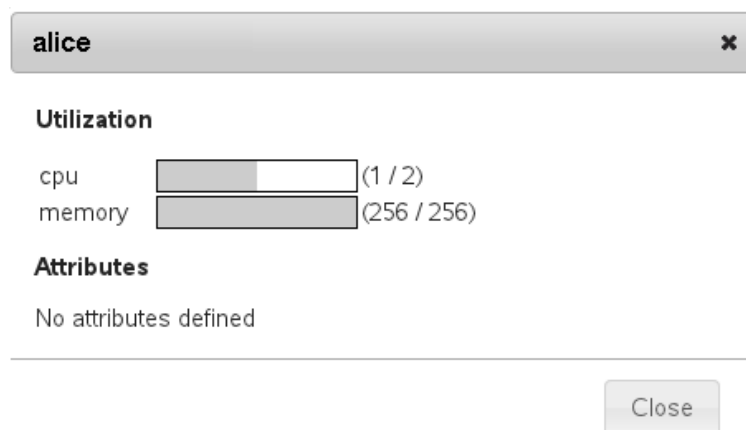 alice
Utilization
cpu (1 / 2)
memory (256 / 256)
Attributes
No attributes defined
Close